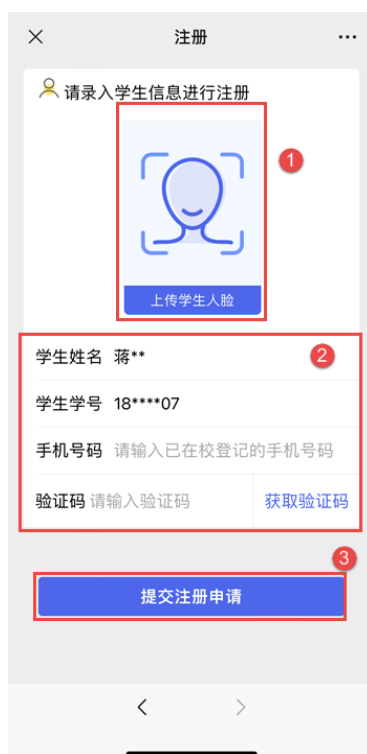 注册
请录入学生信息进行注册
1
上传学生人脸
2
学生姓名 蒋**
学生学号 18****07
手机号码 请输入已在校登记的手机号码
验证码 请输入验证码 获取验证码
3
提交注册申请